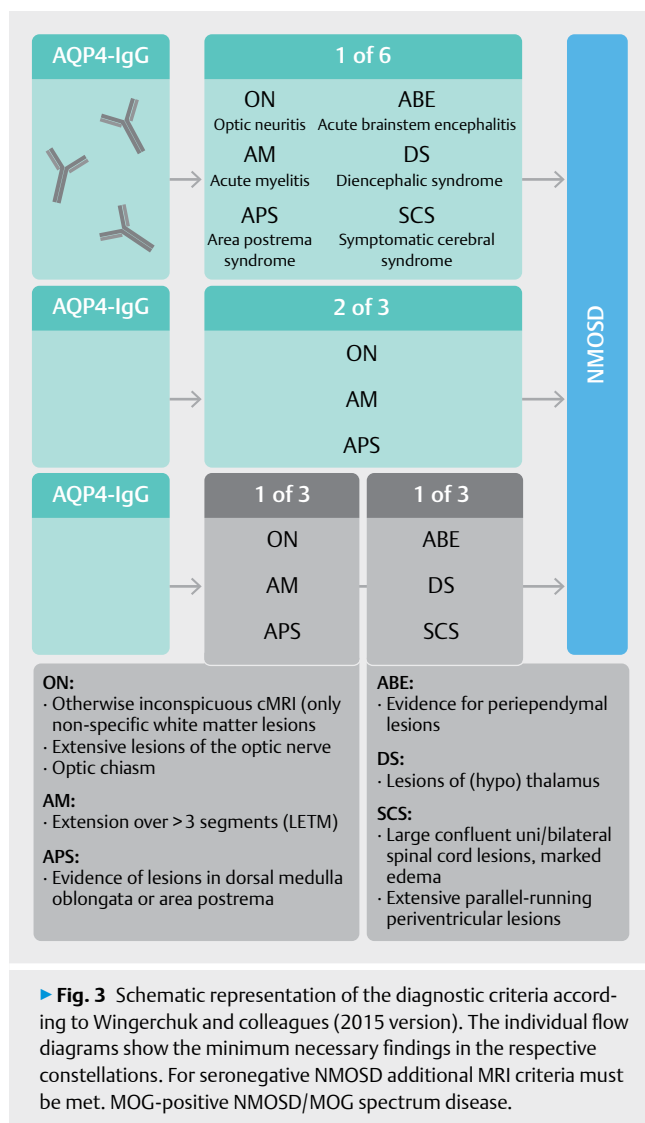 AQP4-IgG
1 of 6
ON
Optic neuritis
ABE
Acute brainstem encephalitis
AM
Acute myelitis
DS
Diencephalic syndrome
APS
Area postrema
syndrome
SCS
Symptomatic cerebral
syndrome
AQP4-IgG
2 of 3
ON
AM
APS
AQP4-IgG
1 of 3
ON
AM
APS
1 of 3
ABE
DS
SCS
NMOSD
ON:
· Otherwise inconspicuous cMRI (only
non-specific white matter lesions
· Extensive lesions of the optic nerve
· Optic chiasm
AM:
· Extension over > 3 segments (LETM)
APS:
· Evidence of lesions in dorsal medulla
oblongata or area postrema
ABE:
· Evidence for periependymal
lesions
DS:
· Lesions of (hypo) thalamus
SCS:
· Large confluent uni/bilateral
spinal cord lesions, marked
edema
· Extensive parallel-running
periventricular lesions
▶ Fig. 3 Schematic representation of the diagnostic criteria accord-
ing to Wingerchuk and colleagues (2015 version). The individual flow
diagrams show the minimum necessary findings in the respective
constellations. For seronegative NMOSD additional MRI criteria must
be met. MOG-positive NMOSD/MOG spectrum disease.